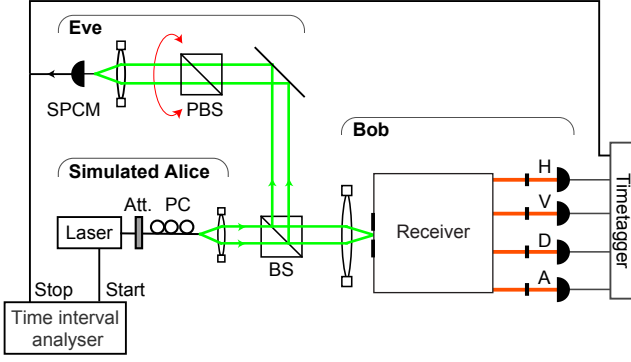 Eve
SPCM
PBS
Bob
Simulated Alice
Att.
PC
Laser
BS
Receiver
H
V
D
A
Timetagger
Stop
Start
Time interval
analyser